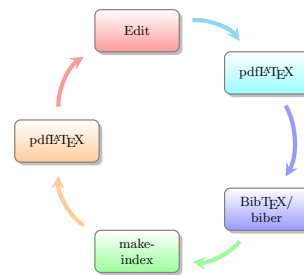 Edit
pdfLATEX
BibTEX/
biber
make-
index
pdfLATEX